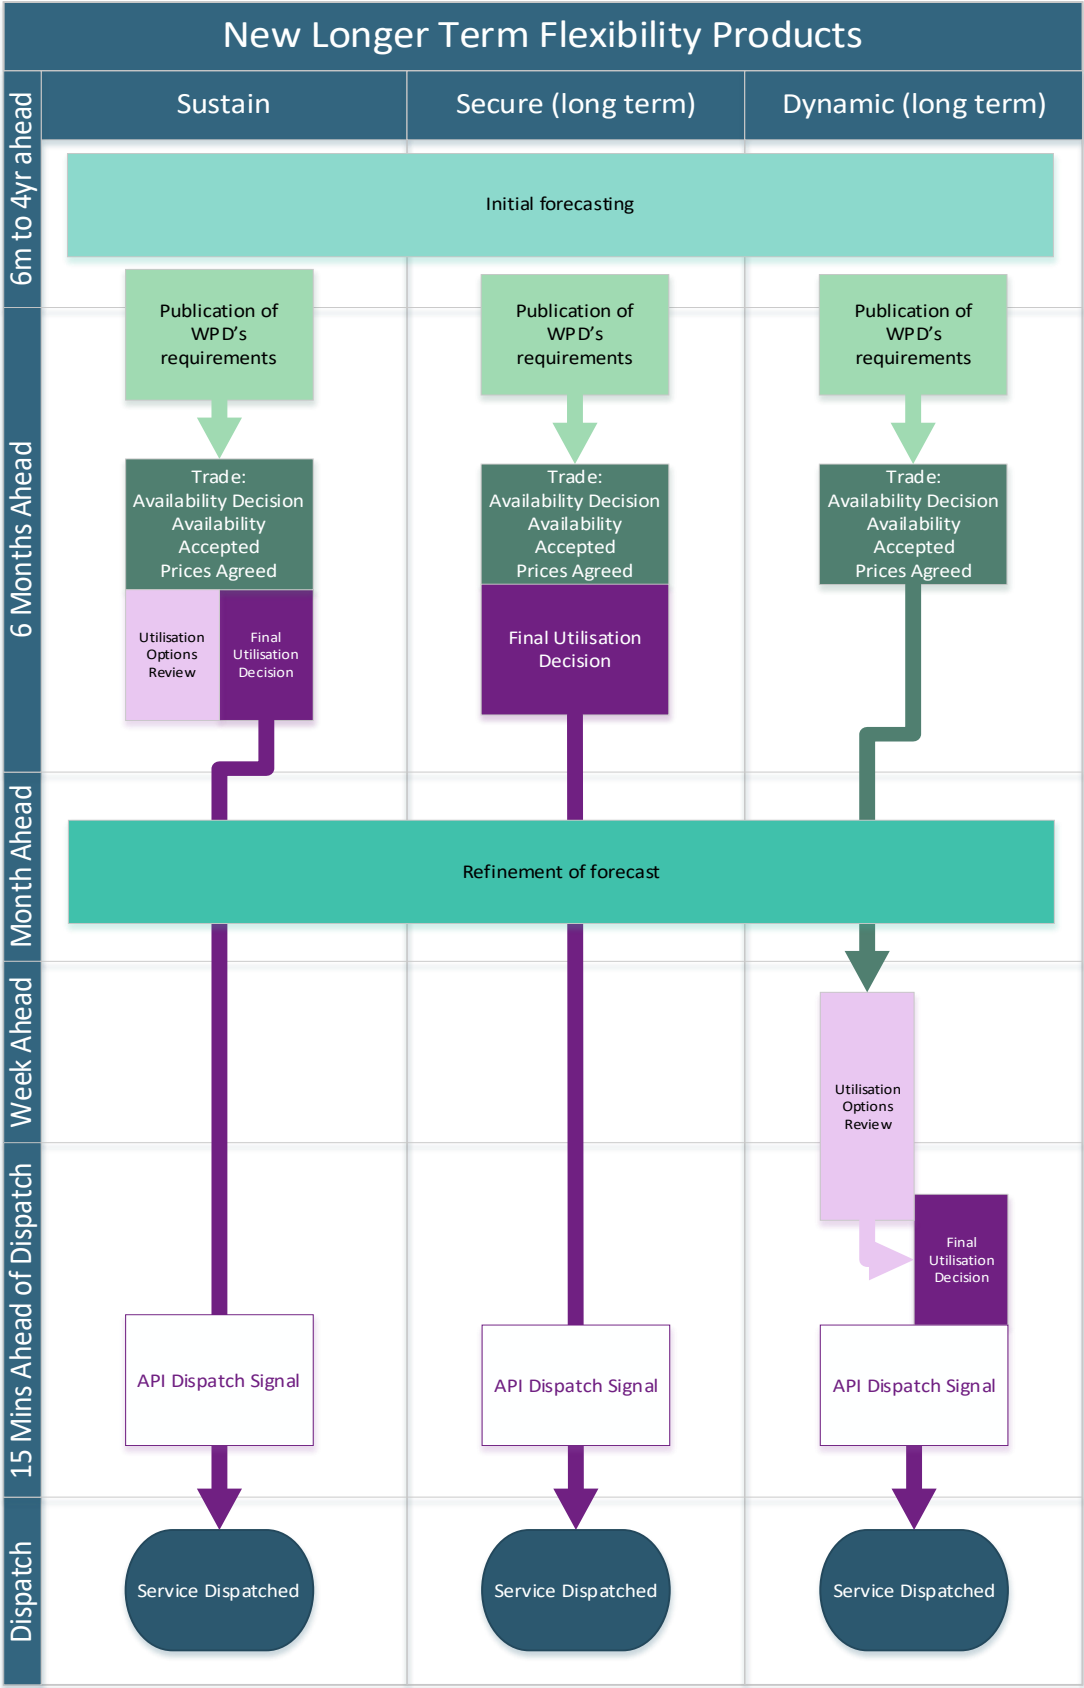 New Longer Term Flexibility Products
Sustain
Secure (long term)
Dynamic (long term)
6m to 4yr ahead
Initial forecasting
6 Months Ahead
Publication of
WPD's
requirements
Publication of
WPD's
requirements
Publication of
WPD's
requirements
Trade:
Availability Decision
Availability
Accepted
Prices Agreed
Trade:
Availability Decision
Availability
Accepted
Prices Agreed
Trade:
Availability Decision
Availability
Accepted
Prices Agreed
Utilisation
Options
Review
Final
Utilisation
Decision
Final Utilisation
Decision
Month Ahead
Refinement of forecast
Week Ahead
Utilisation
Options
Review
15 Mins Ahead of Dispatch
Final
Utilisation
Decision
API Dispatch Signal
API Dispatch Signal
API Dispatch Signal
Dispatch
Service Dispatched
Service Dispatched
Service Dispatched